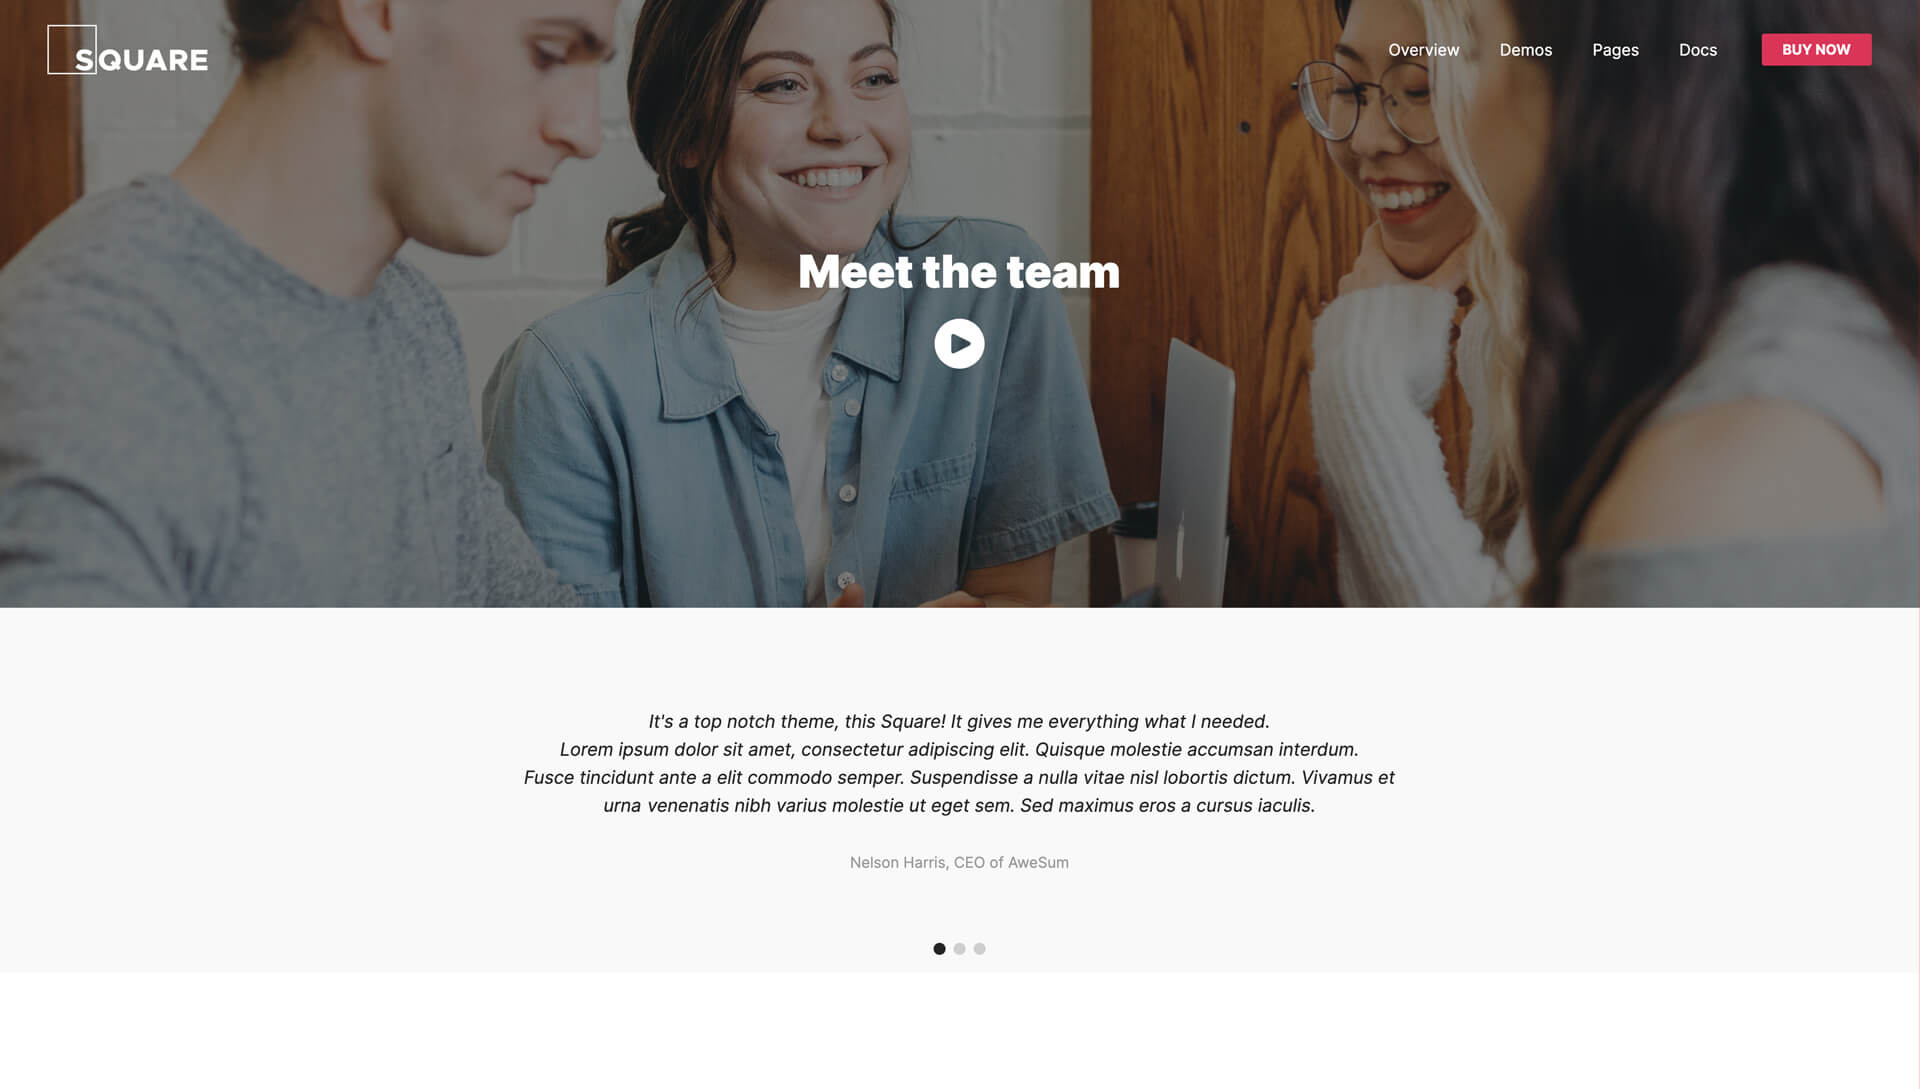 SQUARE
Overview
Demos
Pages
Docs
BUY NOW
Meet the team
It's a top notch theme, this Square! It gives me everything what I needed.
Lorem ipsum dolor sit amet, consectetur adipiscing elit. Quisque molestie accumsan interdum.
Fusce tincidunt ante a elit commodo semper. Suspendisse a nulla vitae nisl lobortis dictum. Vivamus et
urna venenatis nibh varius molestie ut eget sem. Sed maximus eros a cursus iaculis.
Nelson Harris, CEO of AweSum